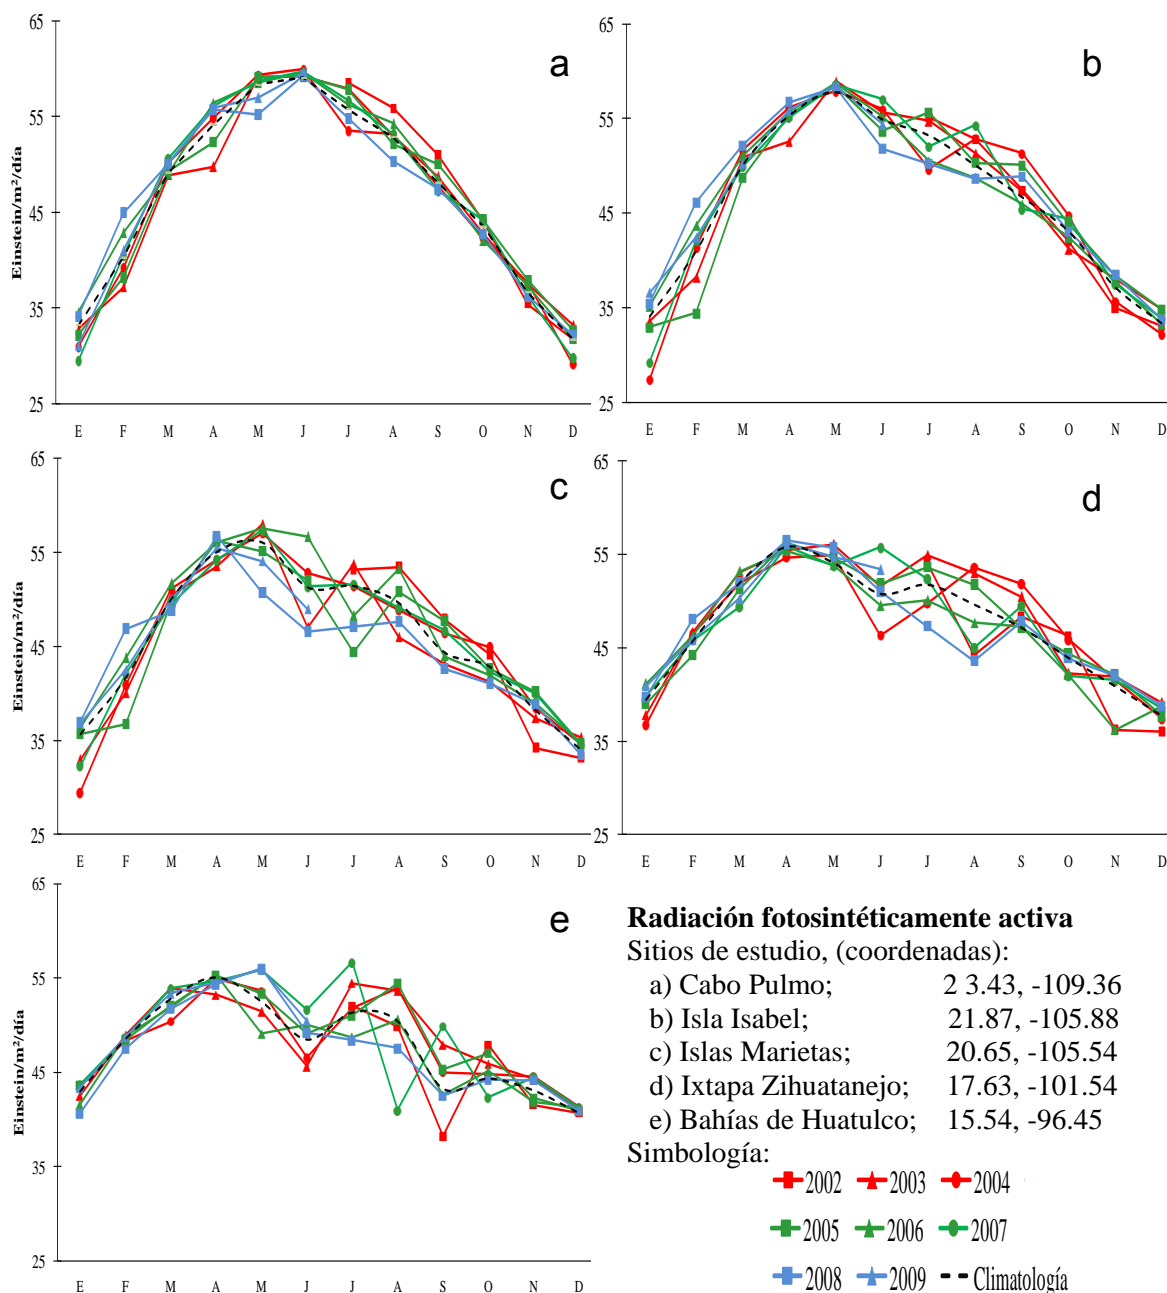 a
65
55
45
35
25
Einstein/m²/día
E F M A M J J A S O N D
b
65
55
45
35
25
E F M A M J J A S O N D
c
65
55
45
35
25
Einstein/m²/día
E F M A M J J A S O N D
d
65
55
45
35
25
E F M A M J J A S O N D
e
65
55
45
35
25
Einstein/m²/día
E F M A M J J A S O N D
Radiación fotosintéticamente activa
Sitios de estudio, (coordenadas):
a) Cabo Pulmo; 2 3.43, -109.36
b) Isla Isabel; 21.87, -105.88
c) Islas Marietas; 20.65, -105.54
d) Ixtapa Zihuatanejo; 17.63, -101.54
e) Bahías de Huatulco; 15.54, -96.45
Simbología:
2002 2003 2004
2005 2006 2007
2008 2009 Climatología